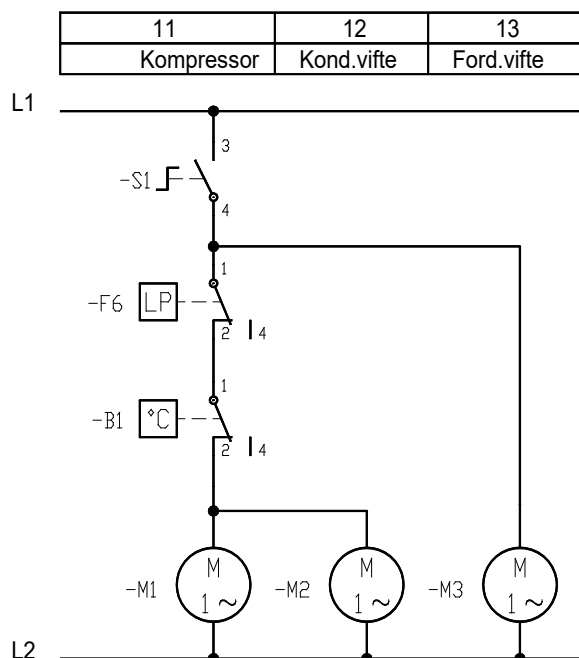 11 12 13
Kompressor Kond.vifte Ford.vifte
L1
3
-S1
4
1
-F6 LP
2 4
1
-B1 °C
2 4
M M M
-M1 -M2 -M3
1 ~ 1 ~ 1 ~
L2